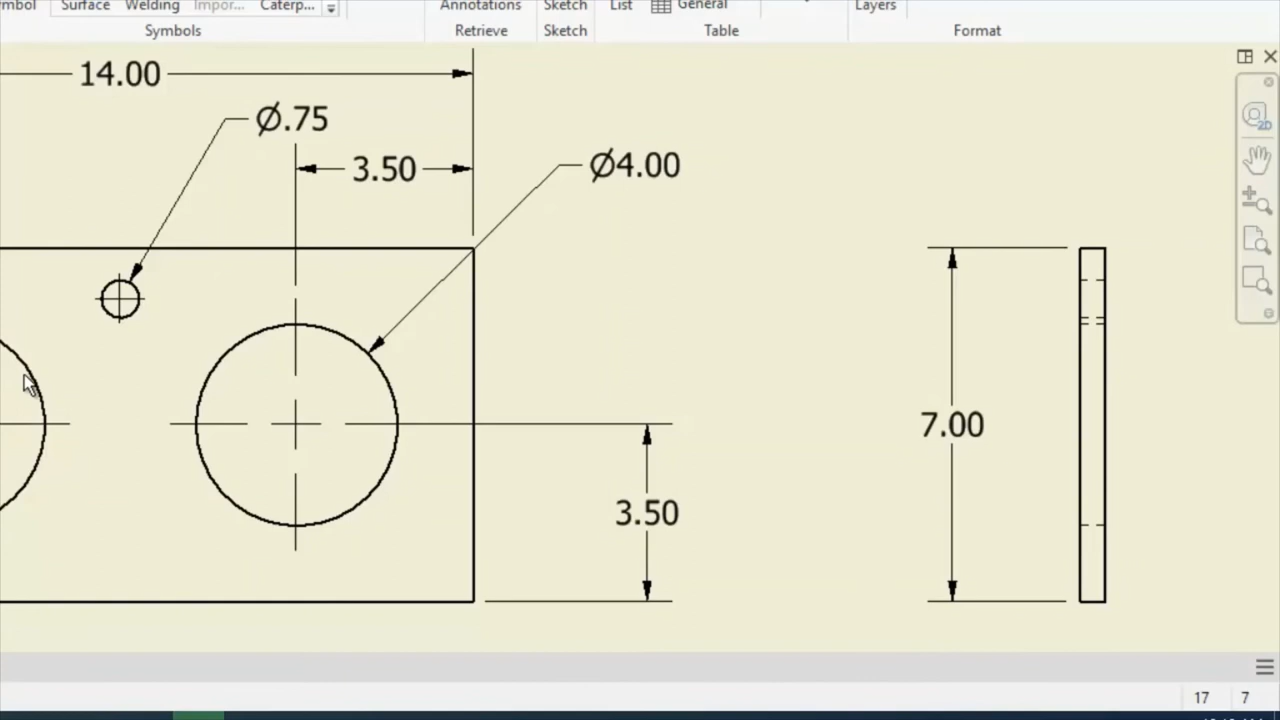 Surface Welding Impor... Caterp... Annotations Sketch List General Layers
Symbols Retrieve Sketch Table Format
14.00
Ø.75
3.50
Ø4.00
2D
7.00
3.50
17 7